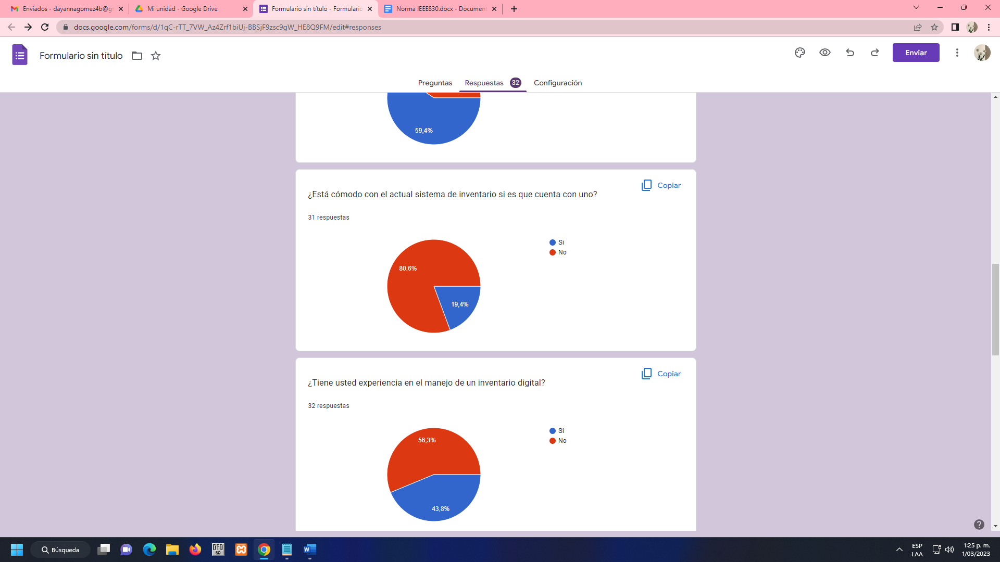 Enviados - dayannagomez4b@g
Mi unidad - Google Drive
Formulario sin título - Formulario
Norma IEEE830.docx - Document
docs.google.com/forms/d/1qC-rTT_7VW_Az4Zrf1biUj-BBSjF9zsc9gW_HE8Q9FM/edit#responses
Formulario sin título
Enviar
Preguntas
Respuestas 32
Configuración
59,4%
Copiar
¿Está cómodo con el actual sistema de inventario si es que cuenta con uno?
31 respuestas
Si
No
80,6%
19,4%
Copiar
¿Tiene usted experiencia en el manejo de un inventario digital?
32 respuestas
Si
No
56,3%
43,8%
Búsqueda
ESP
LAA
1:25 p. m.
1/03/2023